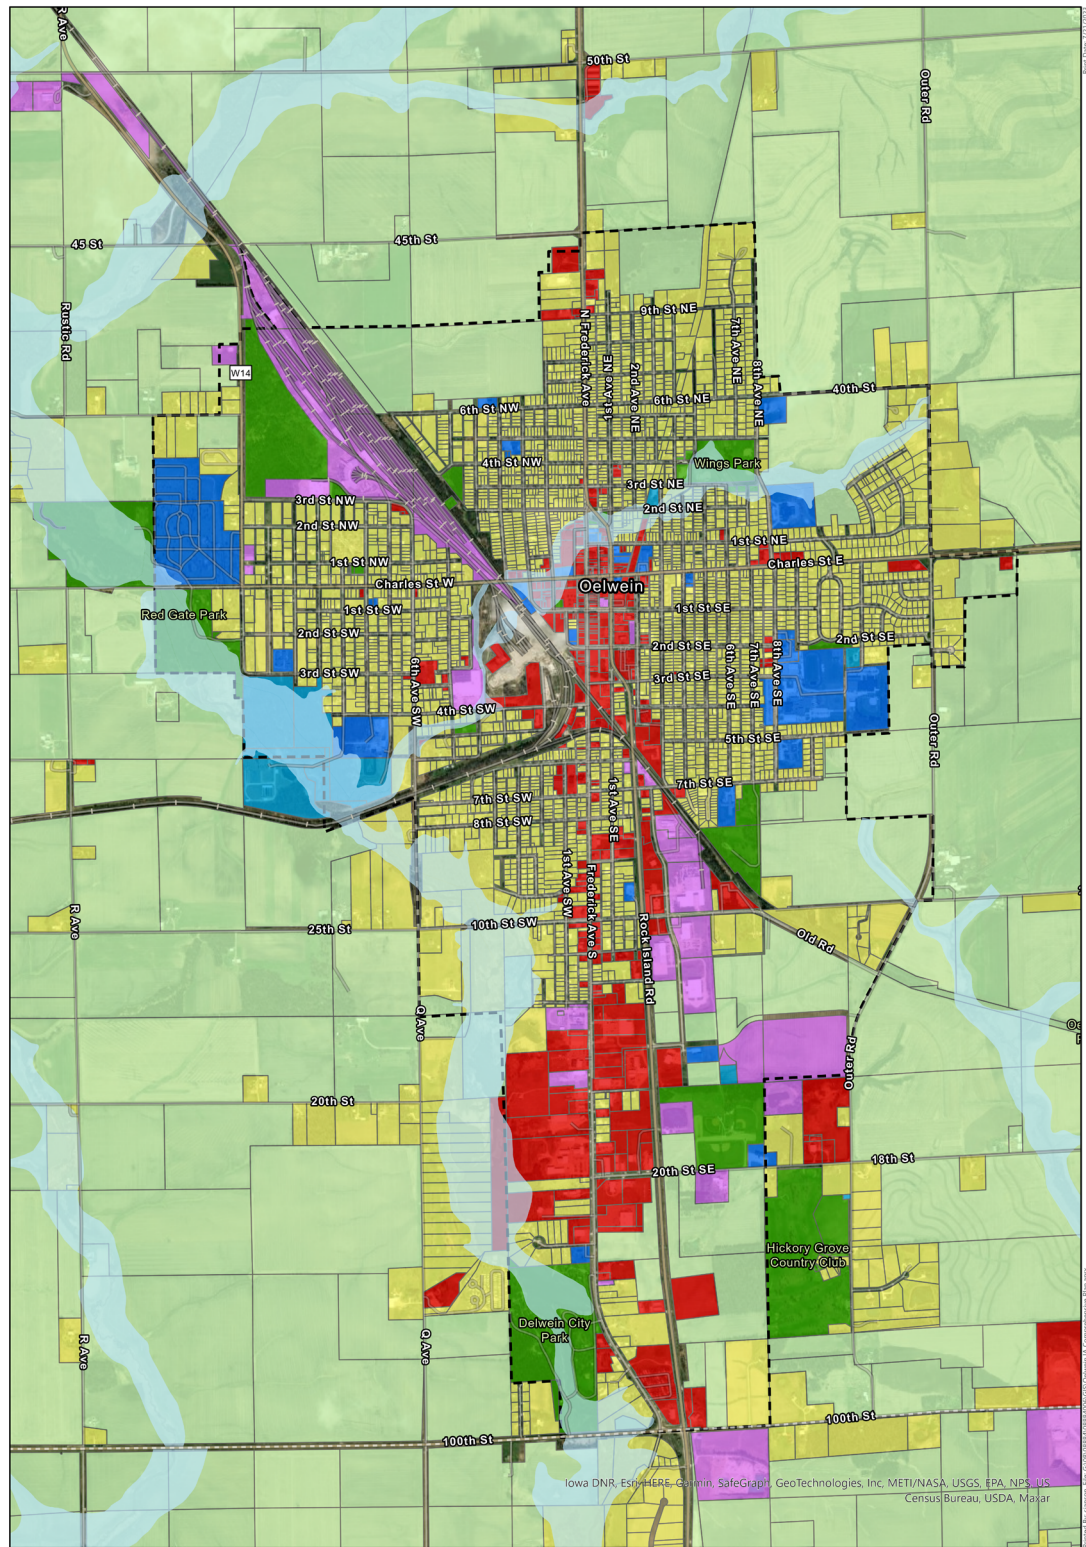 R Ave
50th St
Outer Rd
45 St
45th St
Rustic Rd
9th St NE
N Frederick Ave
1st Ave NE
2nd Ave NE
7th Ave NE
8th Ave NE
W14
40th St
6th St NW
6th St NE
4th St NW
Wings Park
3rd St NE
3rd St NW
2nd St NE
2nd St NW
1st St NE
1st St NW
Charles St E
Charles St W
Oelwein
1st St SW
1st St SE
Red Gate Park
2nd St SW
2nd St SE
2nd St SE
3rd St SW
3rd St SE
6th Ave SW
6th Ave SE
7th Ave SE
8th Ave SE
4th St SW
Outer Rd
5th St SE
7th St SE
7th St SW
1st Ave SE
8th St SW
1st Ave SW
Frederick Ave S
R Ave
25th St
10th St SW
Rock Island Rd
Old Rd
Q Ave
Outer Rd
20th St
18th St
20th St SE
Hickory Grove
Country Club
Oelwein City
Park
R Ave
Q Ave
100th St
100th St
Iowa DNR, Esri, HERE, Garmin, SafeGraph, GeoTechnologies, Inc, METI/NASA, USGS, EPA, NPS, US
Census Bureau, USDA, Maxar